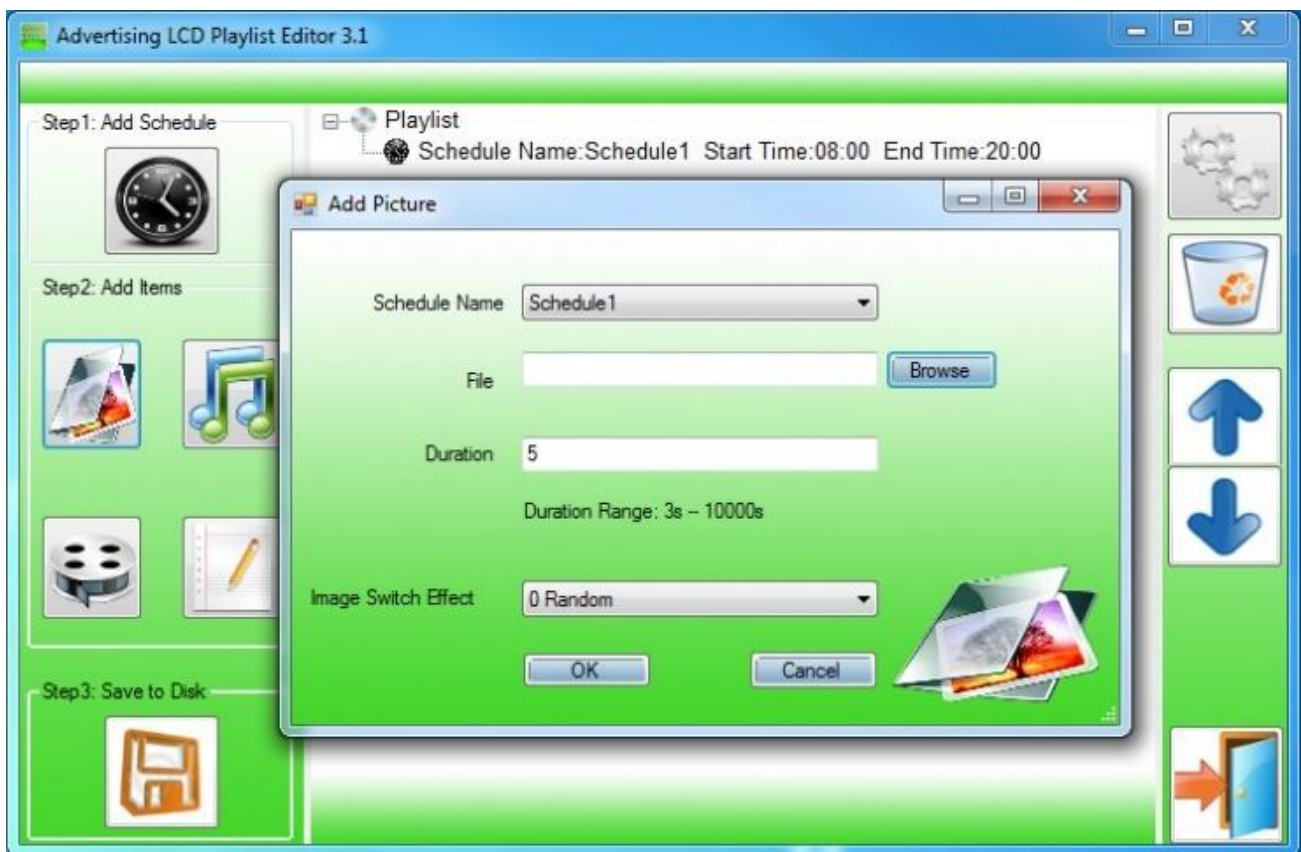 Advertising LCD Playlist Editor 3.1
Step1: Add Schedule
Playlist
Schedule Name:Schedule1 Start Time:08:00 End Time:20:00
Add Picture
Step2: Add Items
Schedule Name Schedule1
File Browse
Duration 5
Duration Range: 3s – 10000s
Image Switch Effect 0 Random
OK Cancel
Step3: Save to Disk